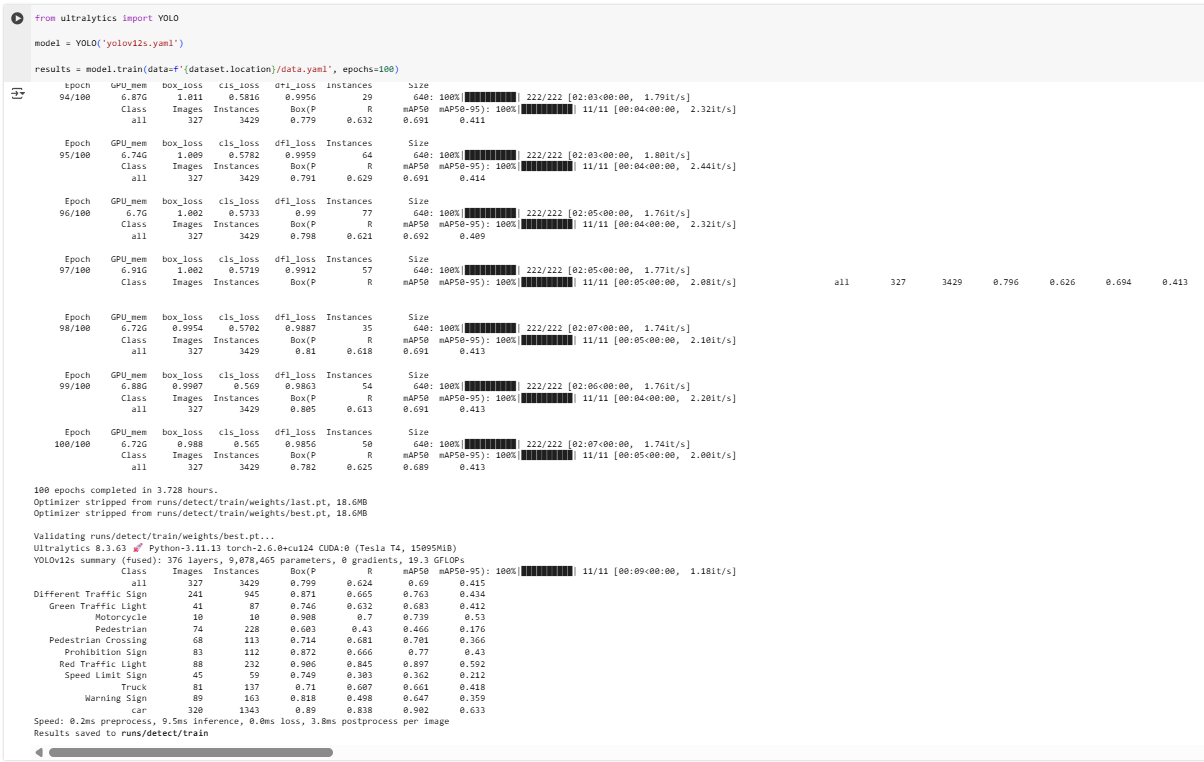 from ultralytics import YOLO
model = YOLO('yolov12s.yaml')
results = model.train(data=f'{dataset.location}/data.yaml', epochs=100)
Epoch GPU_mem box_loss cls_loss dfl_loss Instances Size
94/100 6.87G 1.011 0.5816 0.9956 29 640: 100%|██████████| 222/222 [02:03<00:00, 1.79it/s]
Class Images Instances Box(P R mAP50 mAP50-95): 100%|██████████| 11/11 [00:04<00:00, 2.32it/s]
all 327 3429 0.779 0.632 0.691 0.411
Epoch GPU_mem box_loss cls_loss dfl_loss Instances Size
95/100 6.74G 1.009 0.5782 0.9959 64 640: 100%|██████████| 222/222 [02:03<00:00, 1.80it/s]
Class Images Instances Box(P R mAP50 mAP50-95): 100%|██████████| 11/11 [00:04<00:00, 2.44it/s]
all 327 3429 0.791 0.629 0.691 0.414
Epoch GPU_mem box_loss cls_loss dfl_loss Instances Size
96/100 6.7G 1.002 0.5733 0.99 77 640: 100%|██████████| 222/222 [02:05<00:00, 1.76it/s]
Class Images Instances Box(P R mAP50 mAP50-95): 100%|██████████| 11/11 [00:04<00:00, 2.32it/s]
all 327 3429 0.798 0.621 0.692 0.409
Epoch GPU_mem box_loss cls_loss dfl_loss Instances Size
97/100 6.91G 1.002 0.5719 0.9912 57 640: 100%|██████████| 222/222 [02:05<00:00, 1.77it/s]
Class Images Instances Box(P R mAP50 mAP50-95): 100%|██████████| 11/11 [00:05<00:00, 2.08it/s] all 327 3429 0.796 0.626 0.694 0.413
Epoch GPU_mem box_loss cls_loss dfl_loss Instances Size
98/100 6.72G 0.9954 0.5702 0.9887 35 640: 100%|██████████| 222/222 [02:07<00:00, 1.74it/s]
Class Images Instances Box(P R mAP50 mAP50-95): 100%|██████████| 11/11 [00:05<00:00, 2.10it/s]
all 327 3429 0.81 0.618 0.691 0.413
Epoch GPU_mem box_loss cls_loss dfl_loss Instances Size
99/100 6.88G 0.9907 0.569 0.9863 54 640: 100%|██████████| 222/222 [02:06<00:00, 1.76it/s]
Class Images Instances Box(P R mAP50 mAP50-95): 100%|██████████| 11/11 [00:04<00:00, 2.20it/s]
all 327 3429 0.805 0.613 0.691 0.413
Epoch GPU_mem box_loss cls_loss dfl_loss Instances Size
100/100 6.72G 0.988 0.565 0.9856 50 640: 100%|██████████| 222/222 [02:07<00:00, 1.74it/s]
Class Images Instances Box(P R mAP50 mAP50-95): 100%|██████████| 11/11 [00:05<00:00, 2.00it/s]
all 327 3429 0.782 0.625 0.689 0.413
100 epochs completed in 3.728 hours.
Optimizer stripped from runs/detect/train/weights/last.pt, 18.6MB
Optimizer stripped from runs/detect/train/weights/best.pt, 18.6MB
Validating runs/detect/train/weights/best.pt...
Ultralytics 8.3.63 🚀 Python-3.11.13 torch-2.6.0+cu124 CUDA:0 (Tesla T4, 15095MiB)
YOLOv12s summary (fused): 376 layers, 9,078,465 parameters, 0 gradients, 19.3 GFLOPs
Class Images Instances Box(P R mAP50 mAP50-95): 100%|██████████| 11/11 [00:09<00:00, 1.18it/s]
all 327 3429 0.799 0.624 0.69 0.415
Different Traffic Sign 241 945 0.871 0.665 0.763 0.434
Green Traffic Light 41 87 0.746 0.632 0.683 0.412
Motorcycle 10 10 0.908 0.7 0.739 0.53
Pedestrian 74 228 0.603 0.43 0.466 0.176
Pedestrian Crossing 68 113 0.714 0.681 0.701 0.366
Prohibition Sign 83 112 0.872 0.666 0.77 0.43
Red Traffic Light 88 232 0.906 0.845 0.897 0.592
Speed Limit Sign 45 59 0.749 0.303 0.362 0.212
Truck 81 137 0.71 0.607 0.661 0.418
Warning Sign 89 163 0.818 0.498 0.647 0.359
car 320 1343 0.89 0.838 0.902 0.633
Speed: 0.2ms preprocess, 9.5ms inference, 0.0ms loss, 3.8ms postprocess per image
Results saved to runs/detect/train